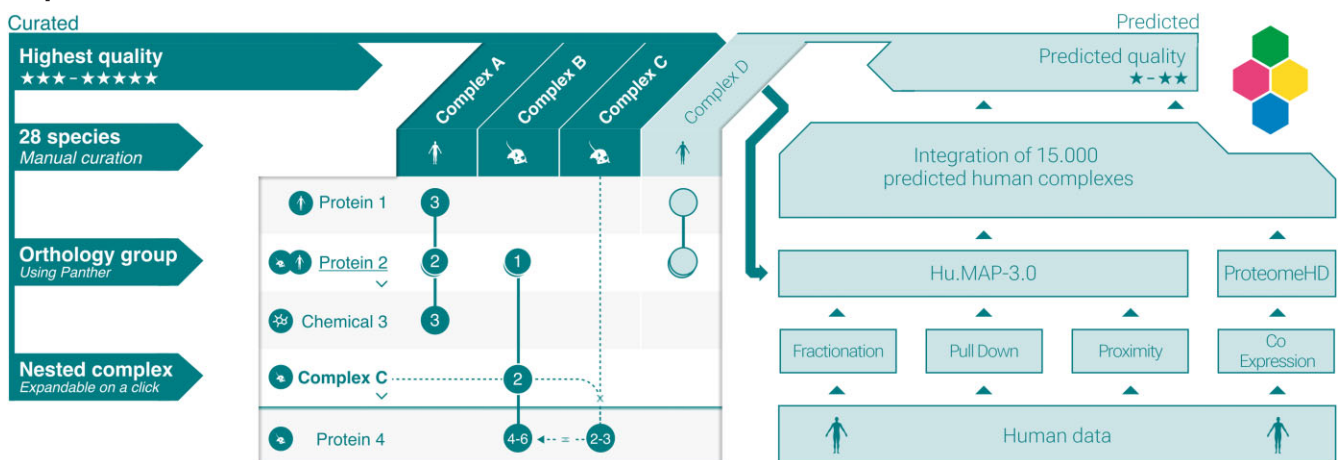 Curated
Highest quality
★★★-★★★★★
28 species
Manual curation
Orthology group
Using Panther
Nested complex
Expandable on a click
Complex A
Complex B
Complex C
Complex D
Protein 1
3
Protein 2
2
1
Chemical 3
3
Complex C
2
x
Protein 4
4-6
=
2-3
Predicted
Predicted quality
★-★★
Integration of 15.000
predicted human complexes
Hu.MAP-3.0
ProteomeHD
Fractionation
Pull Down
Proximity
Co
Expression
Human data